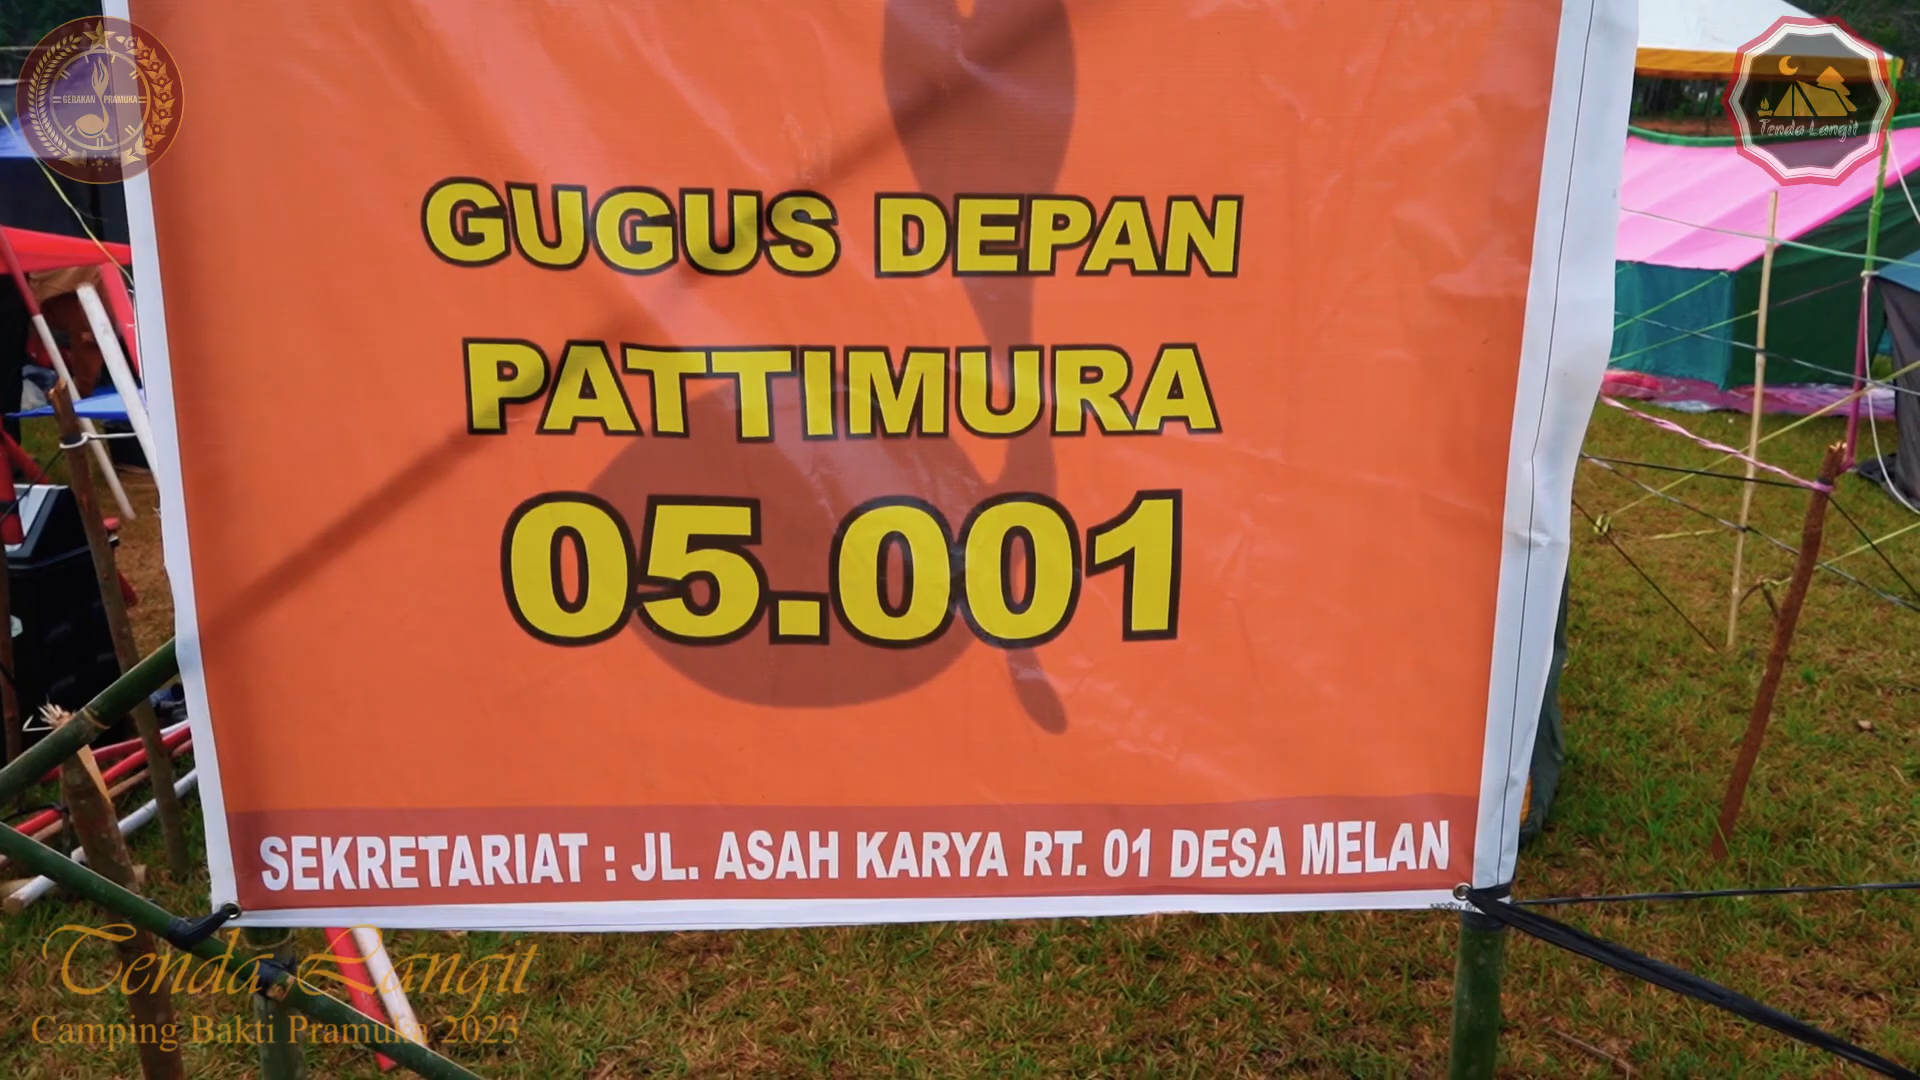 GERAKAN PRAMUKA
Tenda Langit
GUGUS DEPAN
PATTIMURA
05.001
SEKRETARIAT : JL. ASAH KARYA RT. 01 DESA MELAN
Tenda Langit
Camping Bakti Pramuka 2023